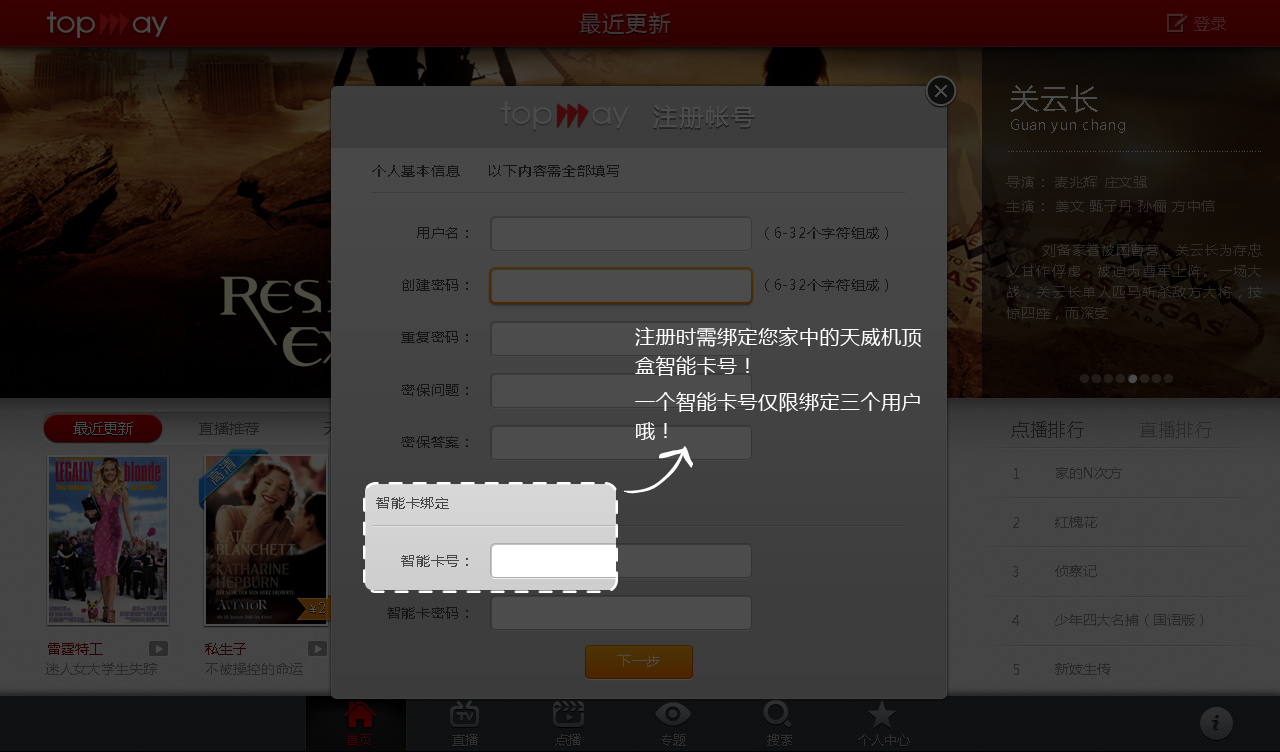 topway
最近更新
登录
关云长
Guan yun chang
导演： 麦兆辉 庄文强
主演： 姜文 甄子丹 孙俪 方中信
刘备家眷被困曹营，关云长为存忠
义甘作俘虏，被迫为曹军上阵。一场大
战，关云长单人匹马斩杀敌方大将，技
惊四座，而深受
topway 注册帐号
个人基本信息 以下内容需全部填写
用户名： （6-32个字符组成）
创建密码： （6-32个字符组成）
重复密码：
密保问题：
密保答案：
注册时需绑定您家中的天威机顶
盒智能卡号！
一个智能卡号仅限绑定三个用户
哦！
智能卡绑定
智能卡号：
智能卡密码：
下一步
最近更新
直播推荐
LEGALLY blonde
高清
CATE
BLANCHETT
KATHARINE
HEPBURN
AVIATOR
¥2
雷霆特工
迷人女大学生失踪
私生子
不被操控的命运
点播排行
直播排行
1 家的N次方
2 红槐花
3 侦察记
4 少年四大名捕（国语版）
5 新妓生传
首页
直播
点播
专题
搜索
个人中心